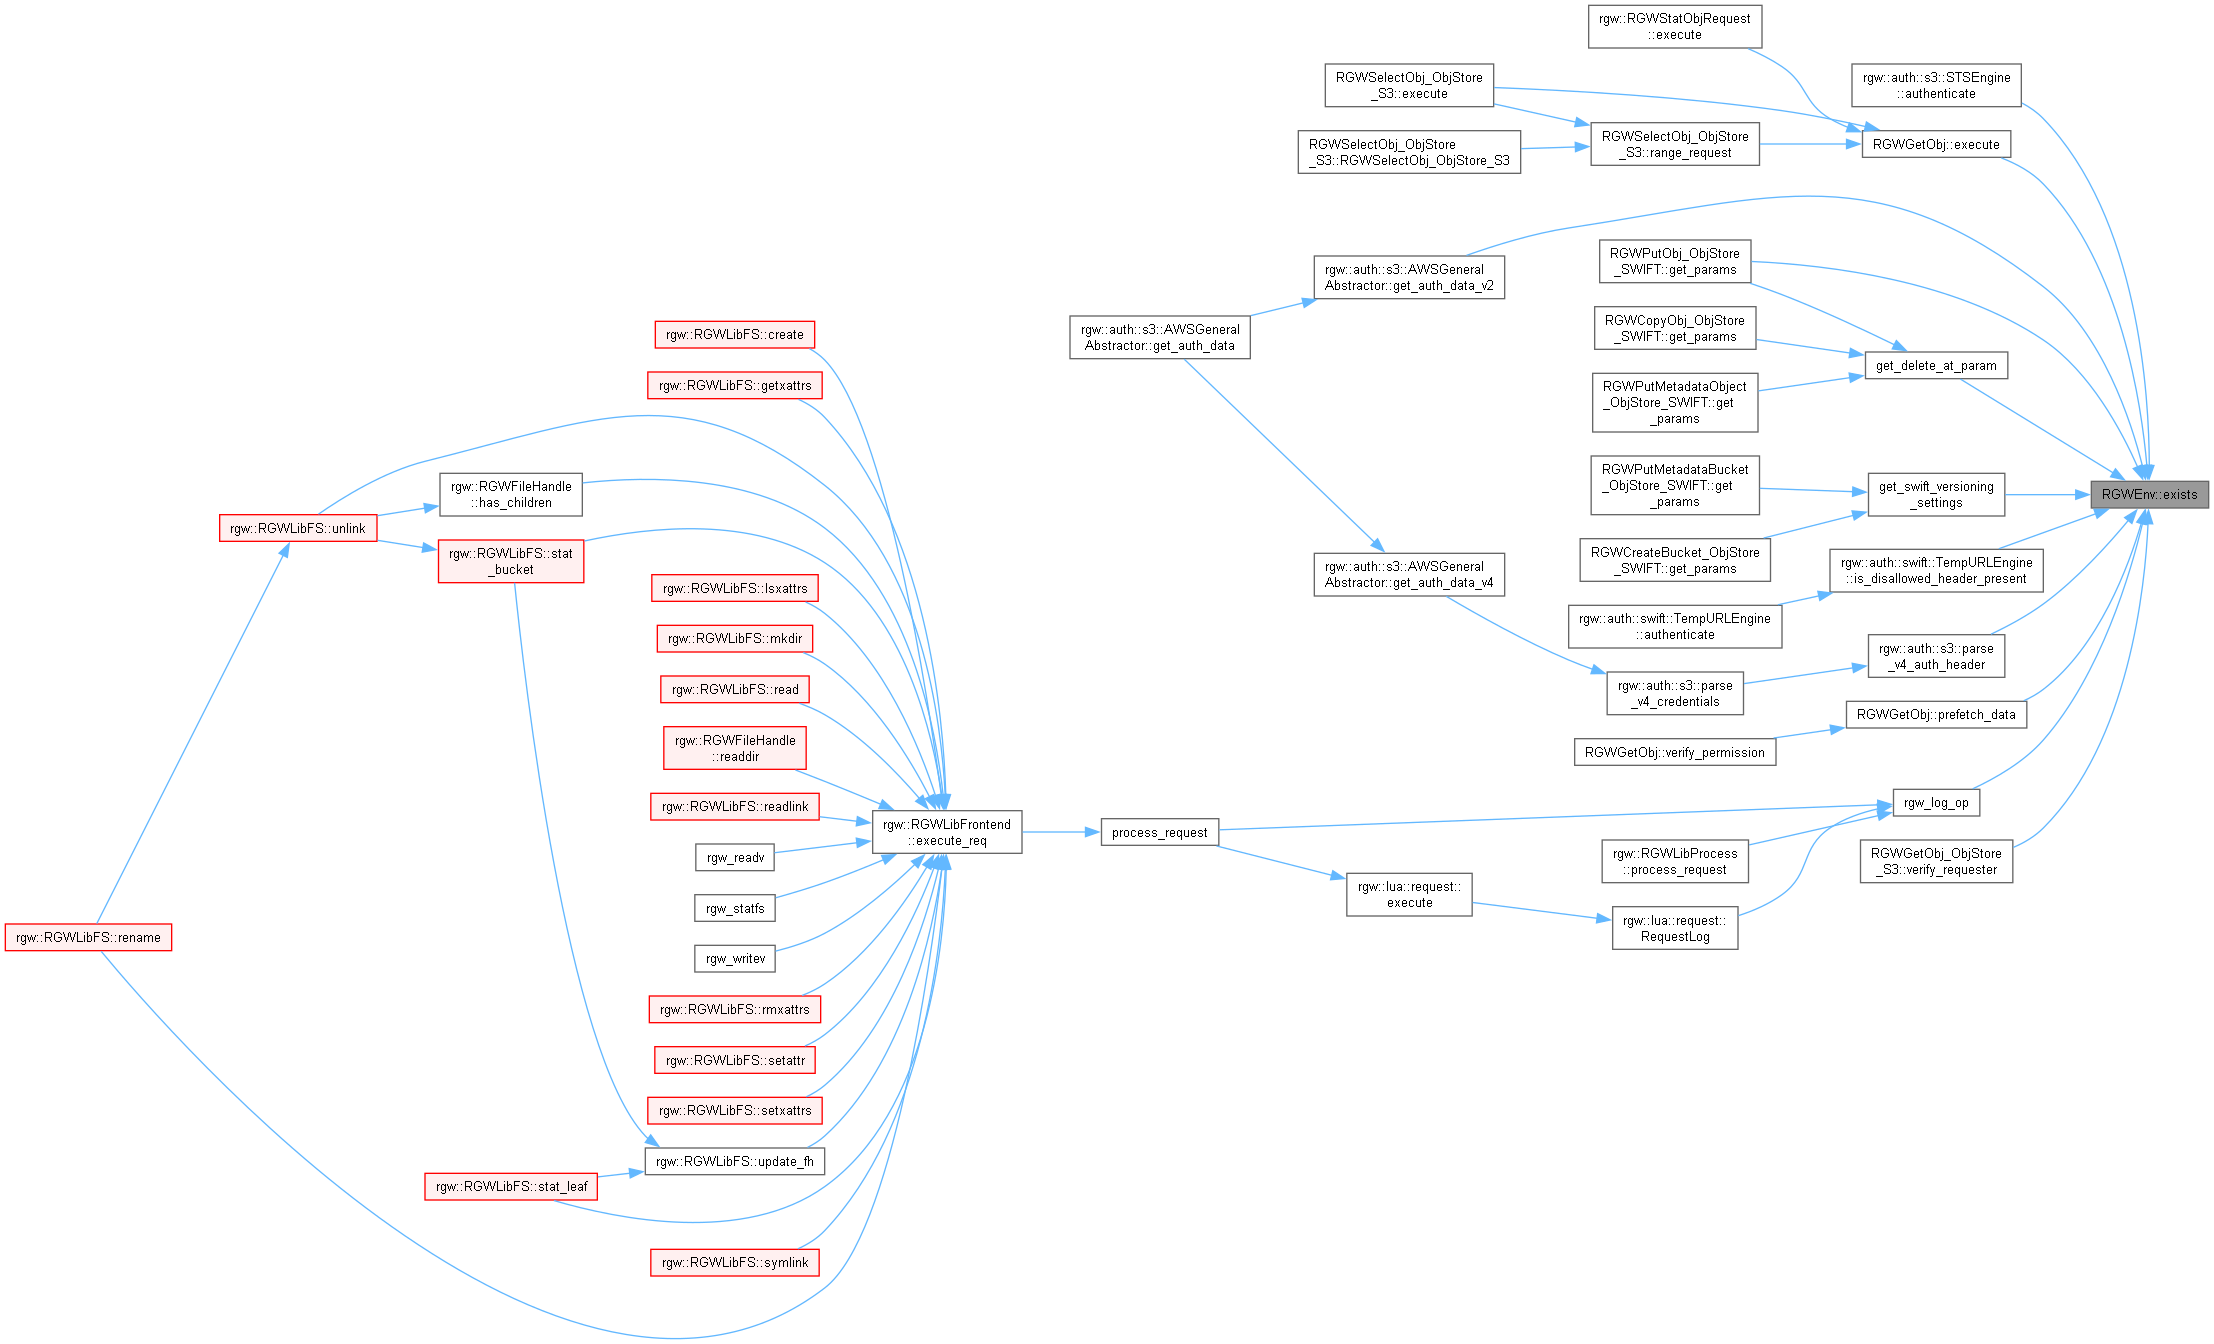 rgw::RGWStatObjRequest
::execute
RGWSelectObj_ObjStore
_S3::execute
rgw::auth::s3::STSEngine
::authenticate
RGWSelectObj_ObjStore
_S3::RGWSelectObj_ObjStore_S3
RGWSelectObj_ObjStore
_S3::range_request
RGWGetObj::execute
rgw::auth::s3::AWSGeneral
Abstractor::get_auth_data_v2
RGWPutObj_ObjStore
_SWIFT::get_params
rgw::auth::s3::AWSGeneral
Abstractor::get_auth_data
RGWCopyObj_ObjStore
_SWIFT::get_params
get_delete_at_param
RGWPutMetadataObject
_ObjStore_SWIFT::get
_params
rgw::RGWLibFS::create
rgw::RGWLibFS::getxattrs
RGWPutMetadataBucket
_ObjStore_SWIFT::get
_params
get_swift_versioning
_settings
RGWEnv::exists
rgw::RGWFileHandle
::has_children
rgw::RGWLibFS::unlink
rgw::RGWLibFS::stat
_bucket
RGWCreateBucket_ObjStore
_SWIFT::get_params
rgw::auth::s3::AWSGeneral
Abstractor::get_auth_data_v4
rgw::auth::swift::TempURLEngine
::is_disallowed_header_present
rgw::RGWLibFS::lsxattrs
rgw::auth::swift::TempURLEngine
::authenticate
rgw::RGWLibFS::mkdir
rgw::auth::s3::parse
_v4_auth_header
rgw::RGWLibFS::read
rgw::auth::s3::parse
_v4_credentials
RGWGetObj::prefetch_data
rgw::RGWFileHandle
::readdir
RGWGetObj::verify_permission
rgw::RGWLibFS::readlink
rgw_log_op
rgw::RGWLibFrontend
::execute_req
process_request
rgw_readv
rgw::RGWLibProcess
::process_request
RGWGetObj_ObjStore
_S3::verify_requester
rgw::lua::request::
execute
rgw_statfs
rgw::lua::request::
RequestLog
rgw::RGWLibFS::rename
rgw_writev
rgw::RGWLibFS::rmxattrs
rgw::RGWLibFS::setattr
rgw::RGWLibFS::setxattrs
rgw::RGWLibFS::update_fh
rgw::RGWLibFS::stat_leaf
rgw::RGWLibFS::symlink